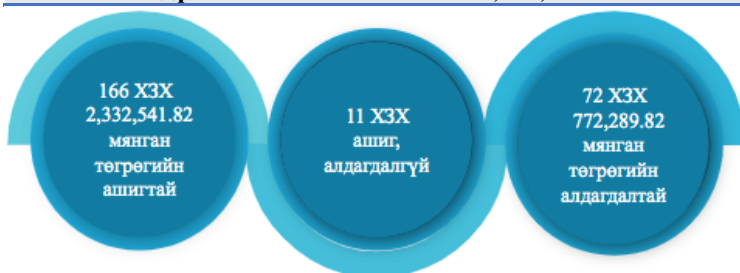 166 ХЗХ
2,332,541.82
мянган
төгрөгийн
ашигтай
11 ХЗХ
ашиг,
алдагдалгүй
72 ХЗХ
772,289.82
мянган
төгрөгийн
алдагдалтай